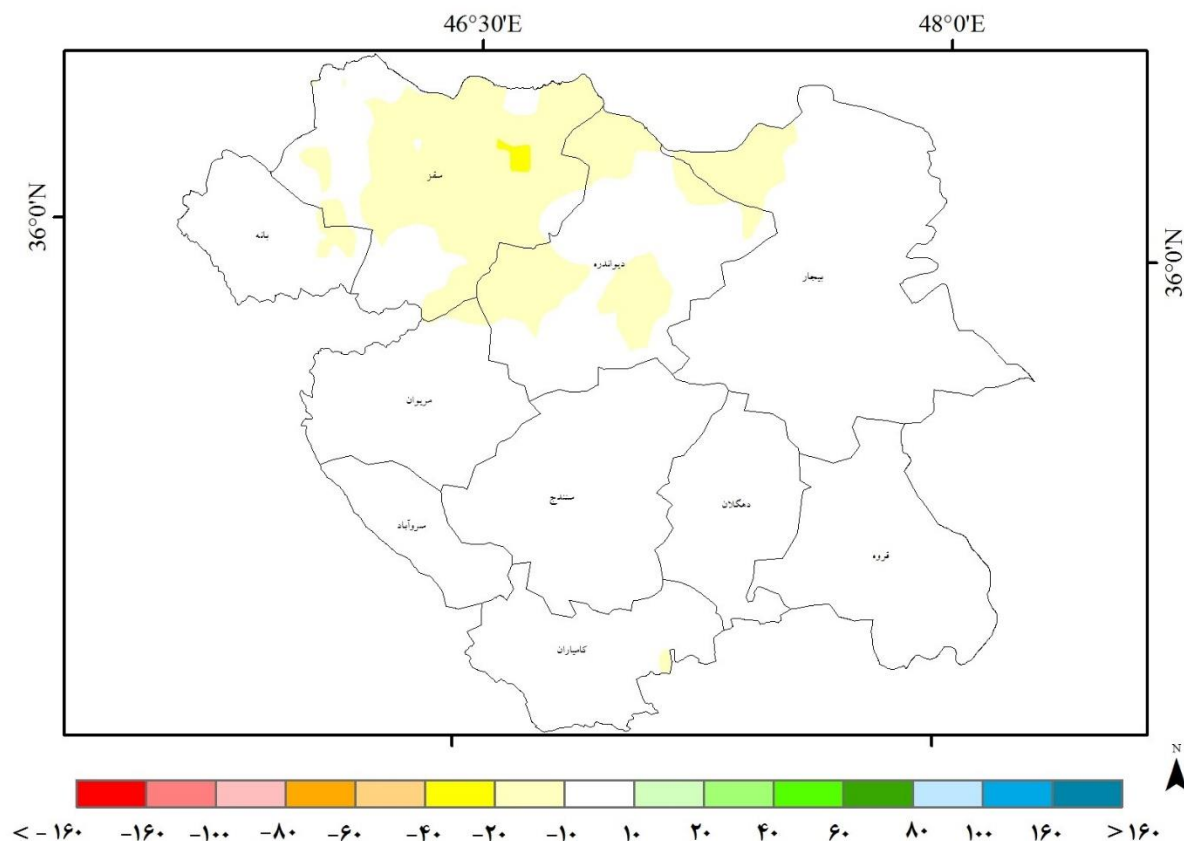 46°30'E 48°0'E
36°0'N
36°0'N
سقز
بانه
دیواندره
بیجار
مریوان
سنندج
دهگلان
سروآباد
قروه
کامیاران
N
< -۱۶۰ -۱۶۰ -۱۰۰ -۸۰ -۶۰ -۴۰ -۲۰ -۱۰ ۱۰ ۲۰ ۴۰ ۶۰ ۸۰ ۱۰۰ ۱۶۰ >۱۶۰